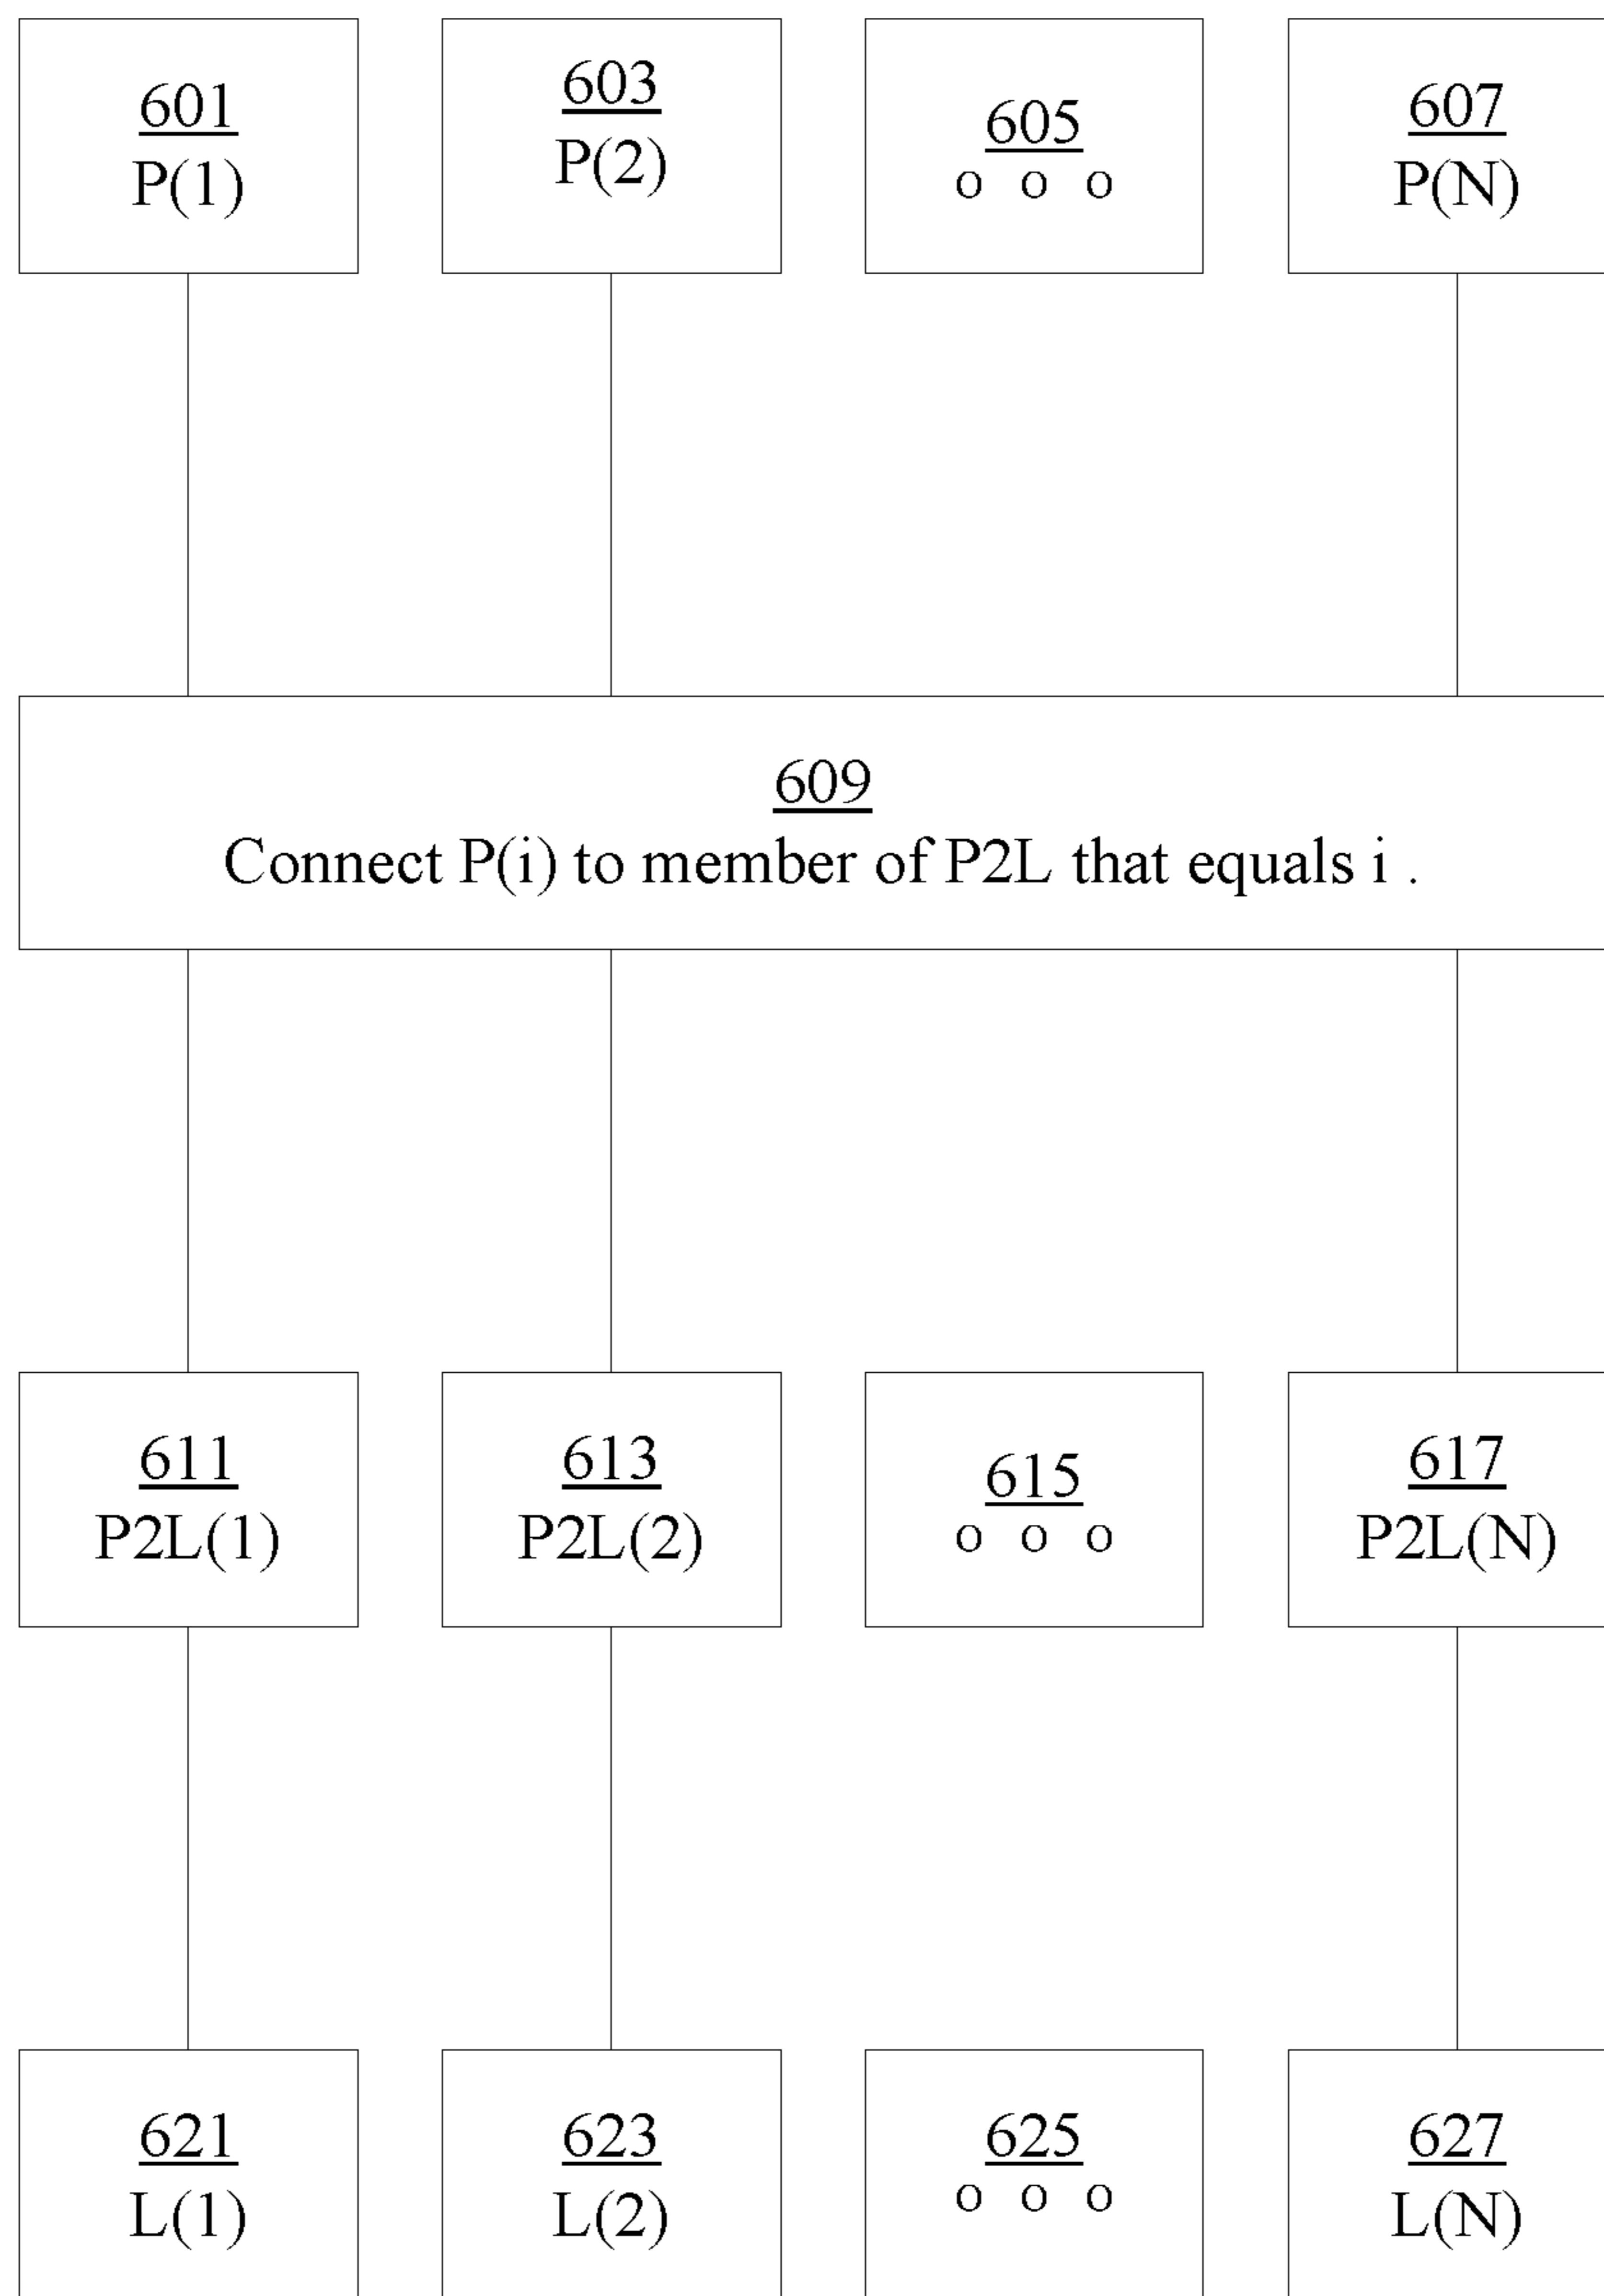 601
P(1)
603
P(2)
605
o o o
607
P(N)
609
Connect P(i) to member of P2L that equals i .
611
P2L(1)
613
P2L(2)
615
o o o
617
P2L(N)
621
L(1)
623
L(2)
625
o o o
627
L(N)